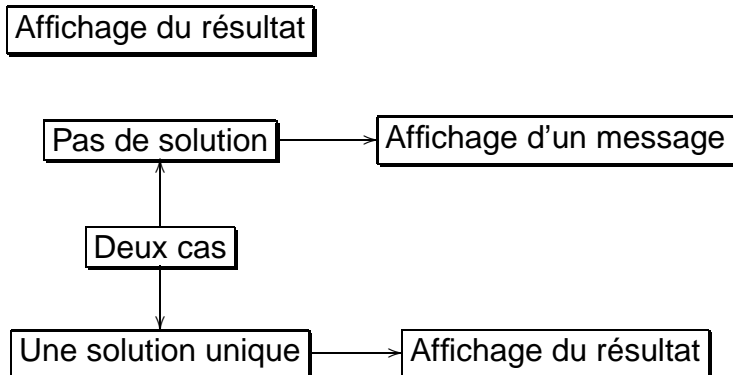 Affichage du résultat
Pas de solution
Affichage d'un message
Deux cas
Une solution unique
Affichage du résultat